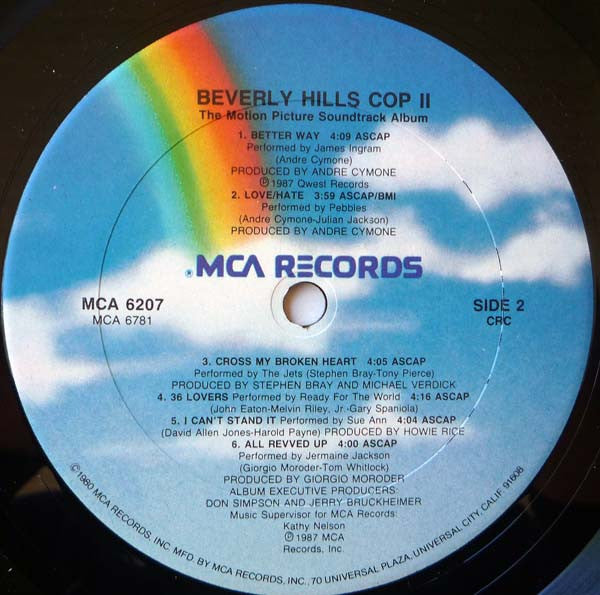 BEVERLY HILLS COP II
The Motion Picture Soundtrack Album
1. BETTER WAY 4:09 ASCAP
Performed by James Ingram
(Andre Cymone)
PRODUCED BY ANDRE CYMONE
Ⓟ1987 Qwest Records
2. LOVE/HATE 3:59 ASCAP/BMI
Performed by Pebbles
(Andre Cymone-Julian Jackson)
PRODUCED BY ANDRE CYMONE
® MCA RECORDS
MCA 6207
MCA 6781
SIDE 2
CRC
3. CROSS MY BROKEN HEART 4:05 ASCAP
Performed by The Jets (Stephen Bray-Tony Pierce)
PRODUCED BY STEPHEN BRAY AND MICHAEL VERDICK
4. 36 LOVERS Performed by Ready For The World 4:16 ASCAP
(John Eaton-Melvin Riley, Jr.-Gary Spaniola)
5. I CAN'T STAND IT Performed by Sue Ann 4:04 ASCAP
(David Allen Jones-Harold Payne) PRODUCED BY HOWIE RICE
6. ALL REVVED UP 4:00 ASCAP
Performed by Jermaine Jackson
(Giorgio Moroder-Tom Whitlock)
PRODUCED BY GIORGIO MORODER
ALBUM EXECUTIVE PRODUCERS:
DON SIMPSON AND JERRY BRUCKHEIMER
Music Supervisor for MCA Records:
Kathy Nelson
Ⓟ1987 MCA
Records, Inc.
©1980 MCA RECORDS, INC. MFD. BY MCA RECORDS, INC., 70 UNIVERSAL PLAZA, UNIVERSAL CITY, CALIF. 91608